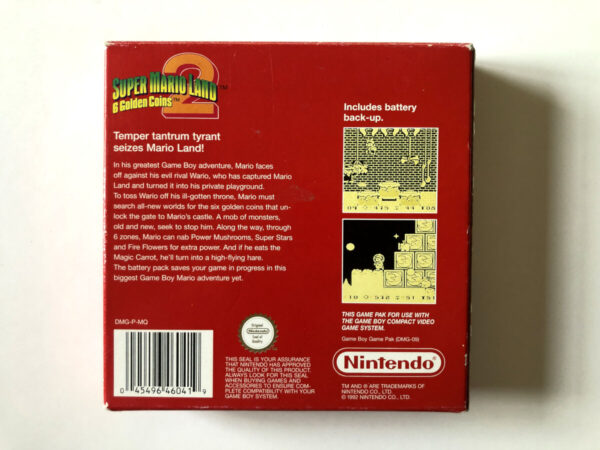 SUPER MARIO LAND 2™
6 Golden Coins™
Temper tantrum tyrant
seizes Mario Land!
In his greatest Game Boy adventure, Mario faces
off against his evil rival Wario, who has captured Mario
Land and turned it into his private playground.
To toss Wario off his ill-gotten throne, Mario must
search all-new worlds for the six golden coins that un-
lock the gate to Mario's castle. A mob of monsters,
old and new, seek to stop him. Along the way, through
6 zones, Mario can nab Power Mushrooms, Super Stars
and Fire Flowers for extra power. And if he eats the
Magic Carrot, he'll turn into a high-flying hare.
The battery pack saves your game in progress in this
biggest Game Boy Mario adventure yet.
DMG-P-MQ
0 45496 46041 9
Original
Nintendo
Seal of
Quality
THIS SEAL IS YOUR ASSURANCE
THAT NINTENDO HAS APPROVED
THE QUALITY OF THIS PRODUCT.
ALWAYS LOOK FOR THIS SEAL
WHEN BUYING GAMES AND
ACCESSORIES TO ENSURE COM-
PLETE COMPATIBILITY WITH YOUR
GAME BOY SYSTEM.
Includes battery
back-up.
THIS GAME PAK FOR USE WITH
THE GAME BOY COMPACT VIDEO
GAME SYSTEM.
Game Boy Game Pak (DMG-09)
Nintendo®
TM AND ® ARE TRADEMARKS OF
NINTENDO CO., LTD.
© 1992 NINTENDO CO., LTD.